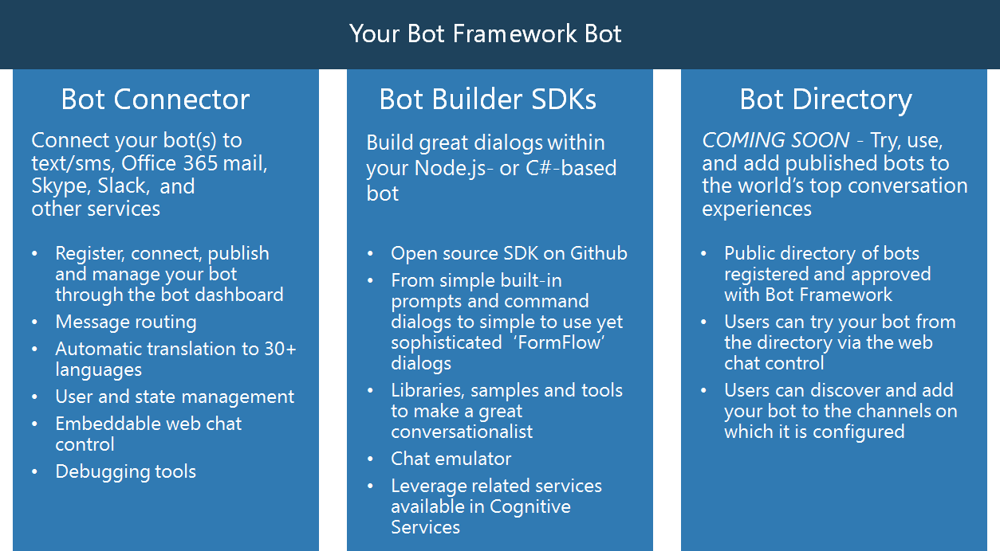 Your Bot Framework Bot
Bot Connector
Connect your bot(s) to
text/sms, Office 365 mail,
Skype, Slack, and
other services
• Register, connect, publish
and manage your bot
through the bot dashboard
• Message routing
• Automatic translation to 30+
languages
• User and state management
• Embeddable web chat
control
• Debugging tools
Bot Builder SDKs
Build great dialogs within
your Node.js- or C#-based
bot
• Open source SDK on Github
• From simple built-in
prompts and command
dialogs to simple to use yet
sophisticated ‘FormFlow’
dialogs
• Libraries, samples and tools
to make a great
conversationalist
• Chat emulator
• Leverage related services
available in Cognitive
Services
Bot Directory
COMING SOON - Try, use,
and add published bots to
the world’s top conversation
experiences
• Public directory of bots
registered and approved
with Bot Framework
• Users can try your bot from
the directory via the web
chat control
• Users can discover and add
your bot to the channels on
which it is configured